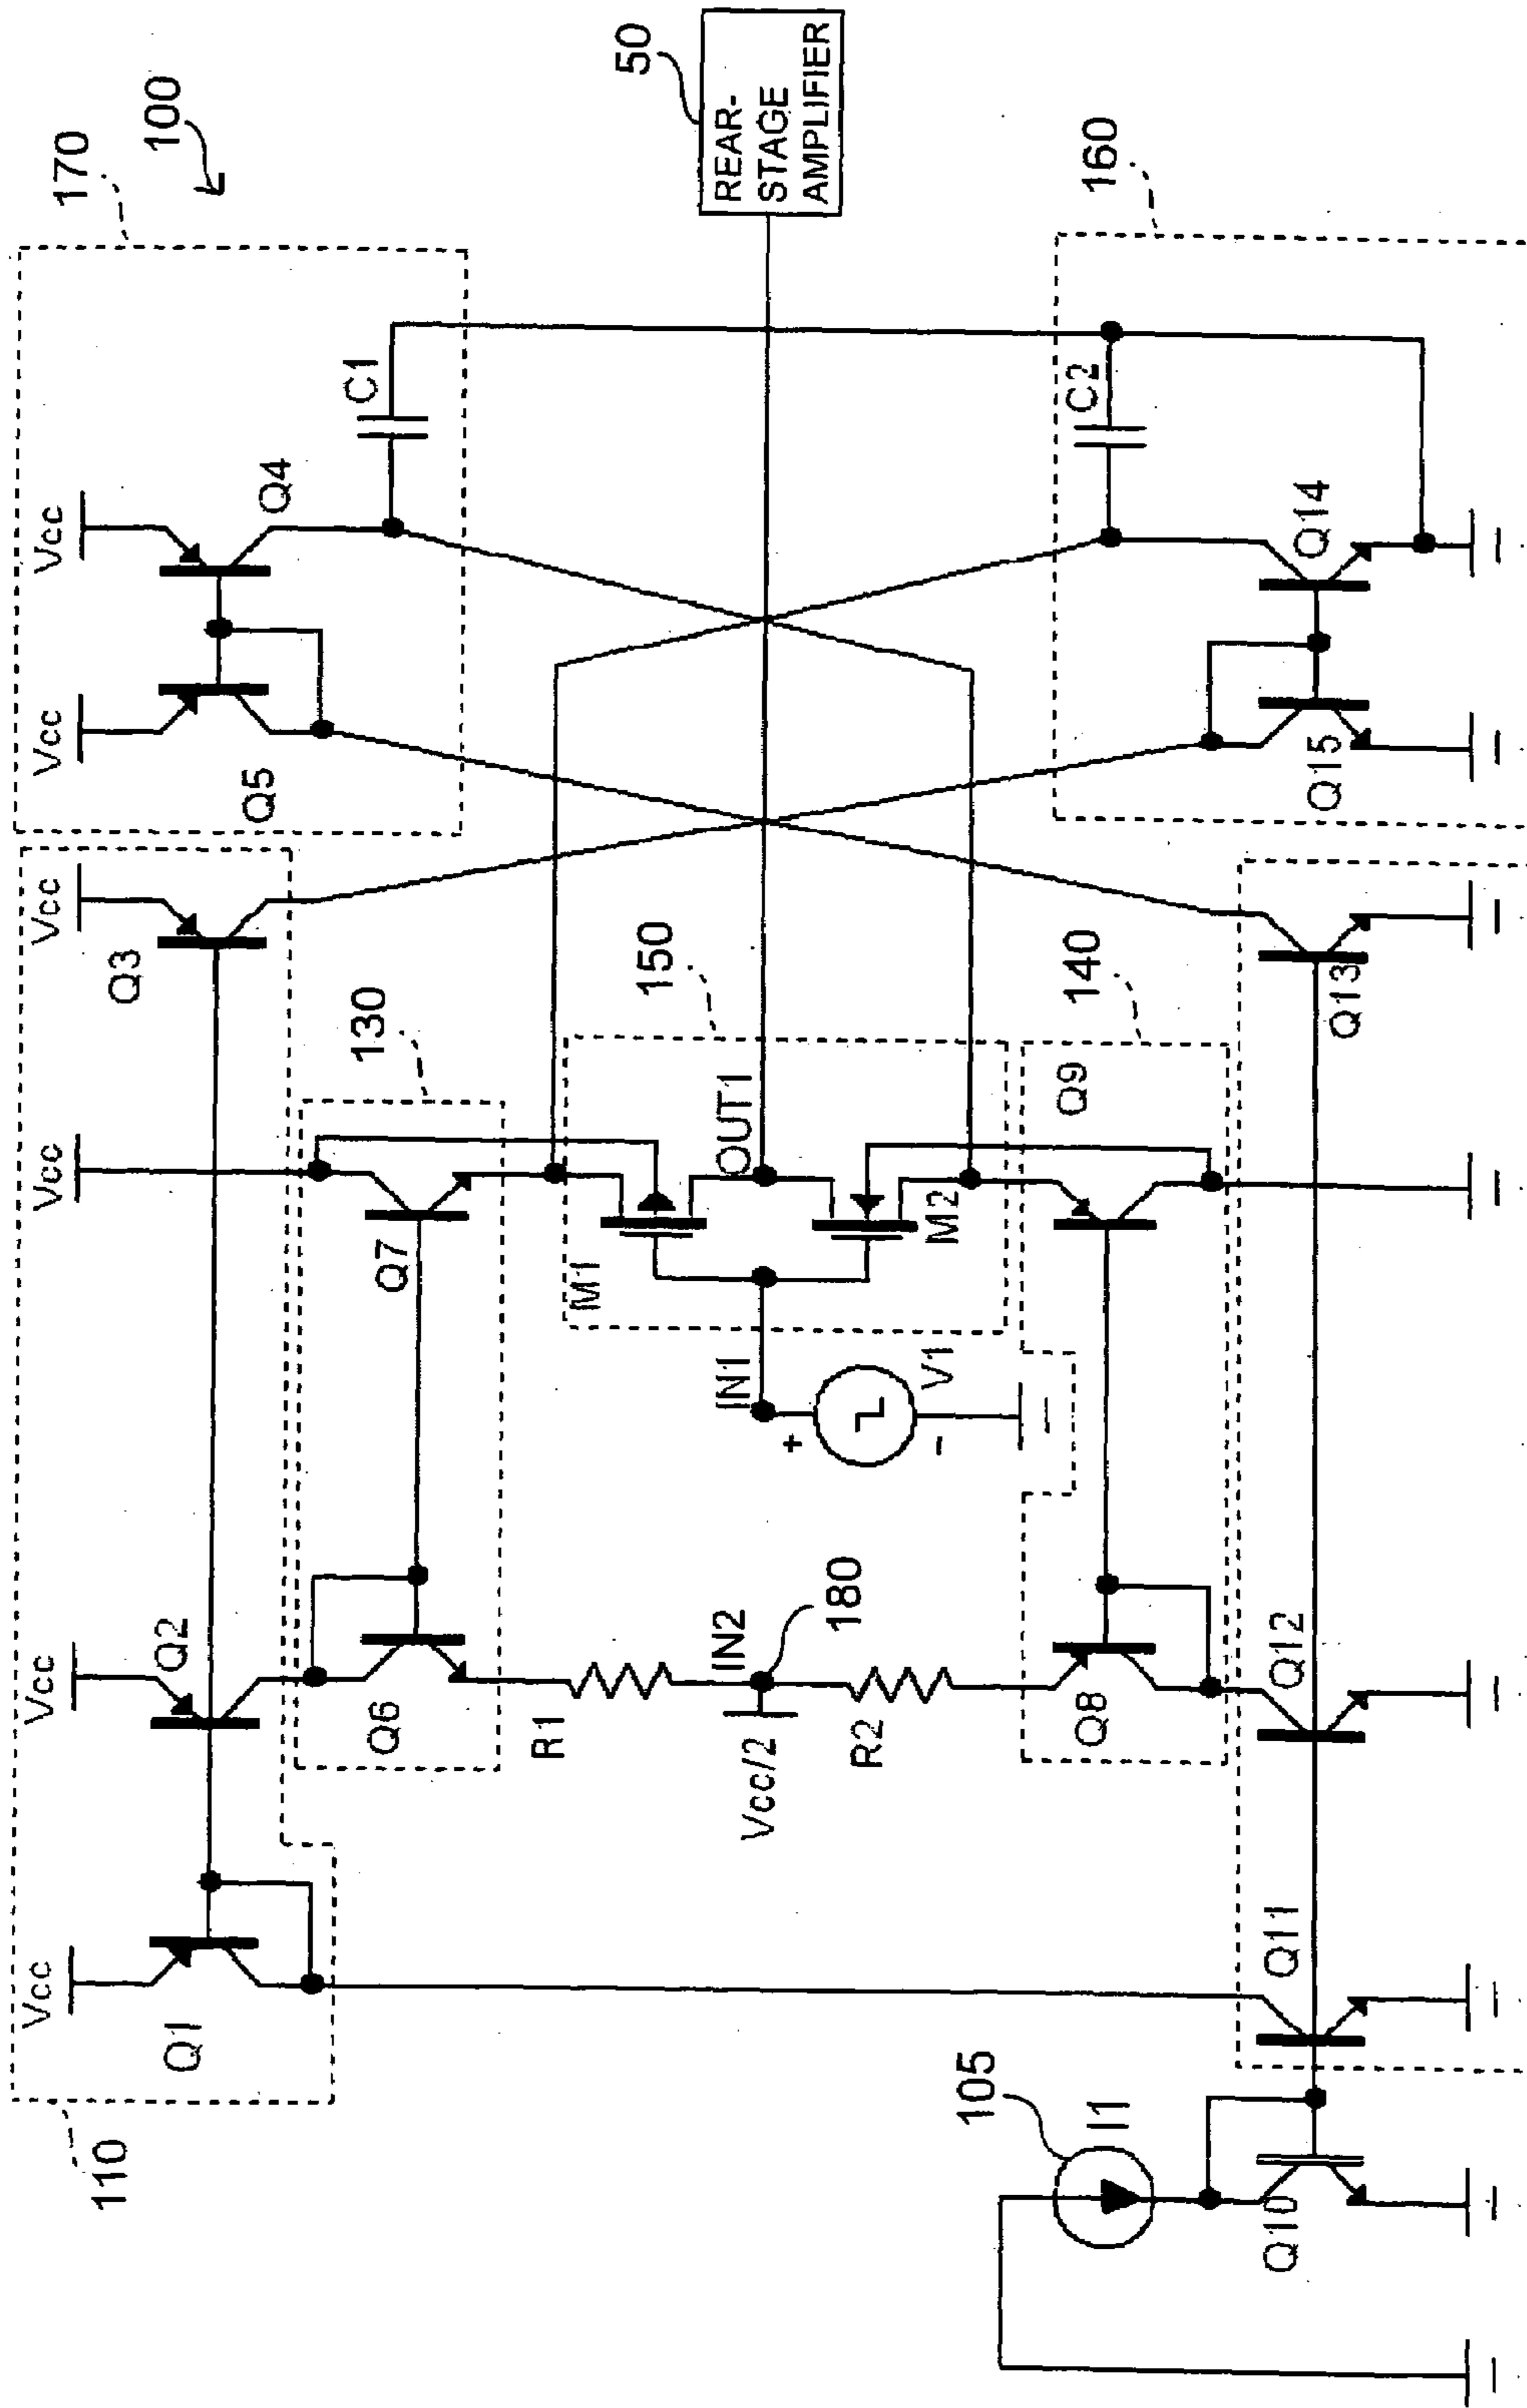 170
100
50
REAR-
STAGE
AMPLIFIER
160
Vcc
Vcc
Q4
C1
Q5
C2
Q14
Q15
Vcc
Q3
130
150
140
Q13
Vcc
Q7
M1
OUT1
M2
Q9
IN1
+
-
V1
Vcc
Q2
Q6
R1
IN2
180
Vcc/2
R2
Q8
Q12
Vcc
Q1
Q11
110
105
I1
Q10